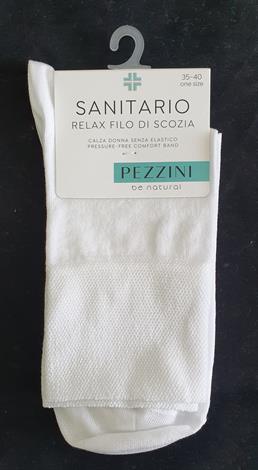 35-40
one size
SANITARIO
RELAX FILO DI SCOZIA
CALZA DONNA SENZA ELASTICO
PRESSURE-FREE COMFORT BAND
PEZZINI
be natural